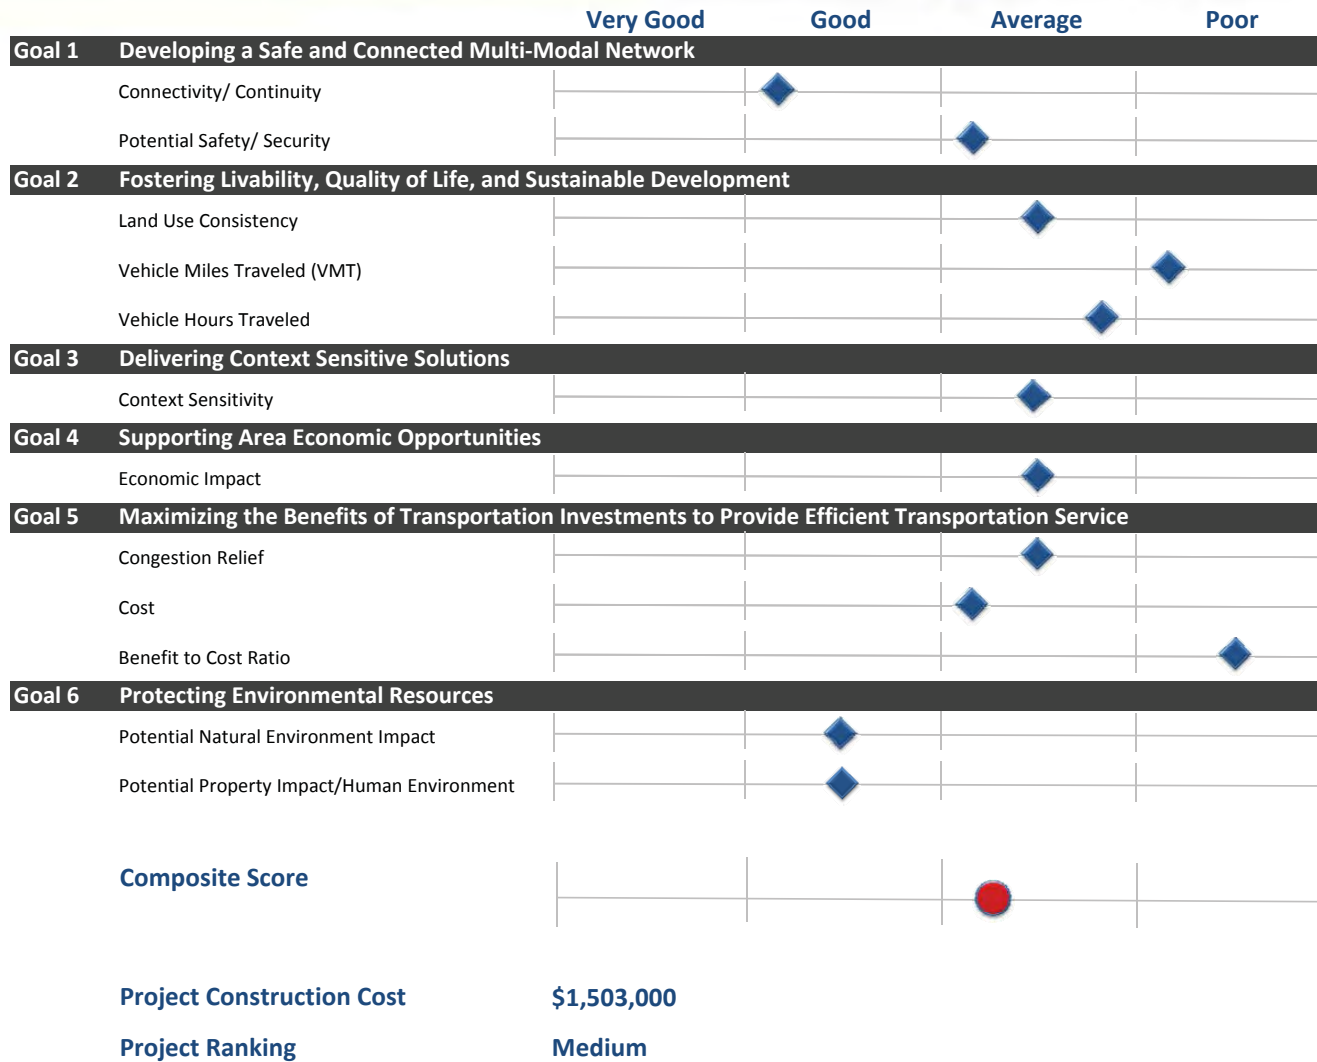 Very Good Good Average Poor
Goal 1 Developing a Safe and Connected Multi-Modal Network
Connectivity/ Continuity
Potential Safety/ Security
Goal 2 Fostering Livability, Quality of Life, and Sustainable Development
Land Use Consistency
Vehicle Miles Traveled (VMT)
Vehicle Hours Traveled
Goal 3 Delivering Context Sensitive Solutions
Context Sensitivity
Goal 4 Supporting Area Economic Opportunities
Economic Impact
Goal 5 Maximizing the Benefits of Transportation Investments to Provide Efficient Transportation Service
Congestion Relief
Cost
Benefit to Cost Ratio
Goal 6 Protecting Environmental Resources
Potential Natural Environment Impact
Potential Property Impact/Human Environment
Composite Score
Project Construction Cost $1,503,000
Project Ranking Medium